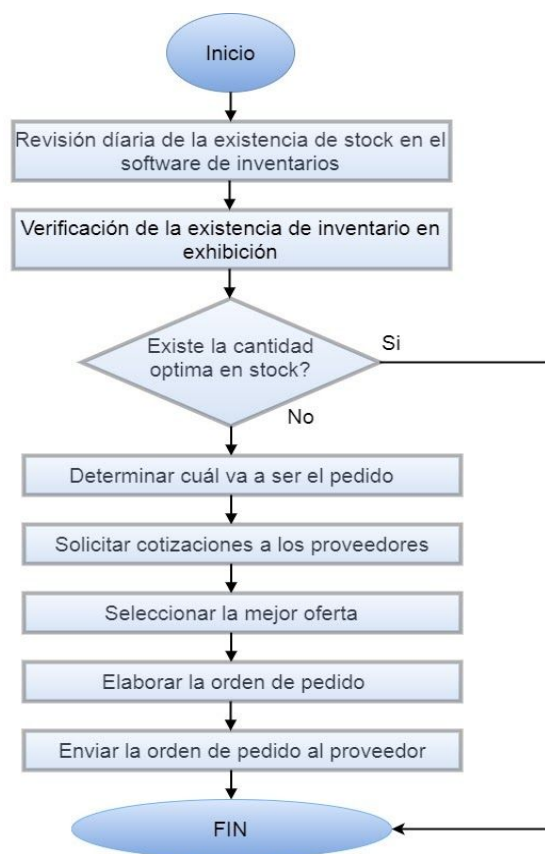 Inicio
Revisión díaria de la existencia de stock en el
software de inventarios
Verificación de la existencia de inventario en
exhibición
Existe la cantidad
optima en stock?
Si
No
Determinar cuál va a ser el pedido
Solicitar cotizaciones a los proveedores
Seleccionar la mejor oferta
Elaborar la orden de pedido
Enviar la orden de pedido al proveedor
FIN